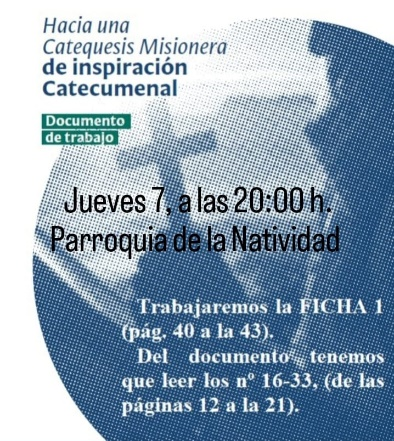 Hacia una
Catequesis Misionera
de inspiración
Catecumenal
Documento
de trabajo
Jueves 7, a las 20:00 h.
Parroquia de la Natividad
Trabajaremos la FICHA 1
(pág. 40 a la 43).
Del documento tenemos
que leer los nº 16-33, (de las
páginas 12 a la 21).